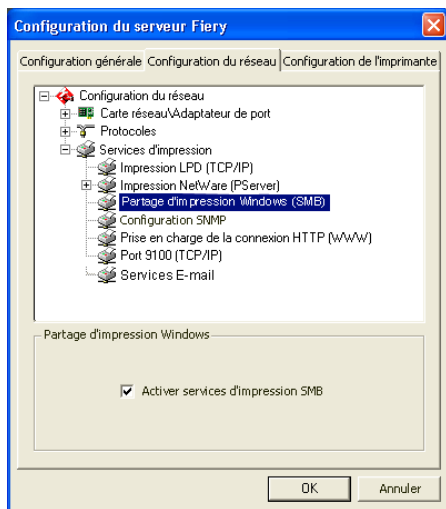 Configuration du serveur Fiery
Configuration générale Configuration du réseau Configuration de l'imprimante
Configuration du réseau
Carte réseau\Adaptateur de port
Protocoles
Services d'impression
Impression LPD (TCP/IP)
Impression NetWare (PServer)
Partage d'impression Windows (SMB)
Configuration SNMP
Prise en charge de la connexion HTTP (WWW)
Port 9100 (TCP/IP)
Services E-mail
Partage d'impression Windows
Activer services d'impression SMB
OK Annuler